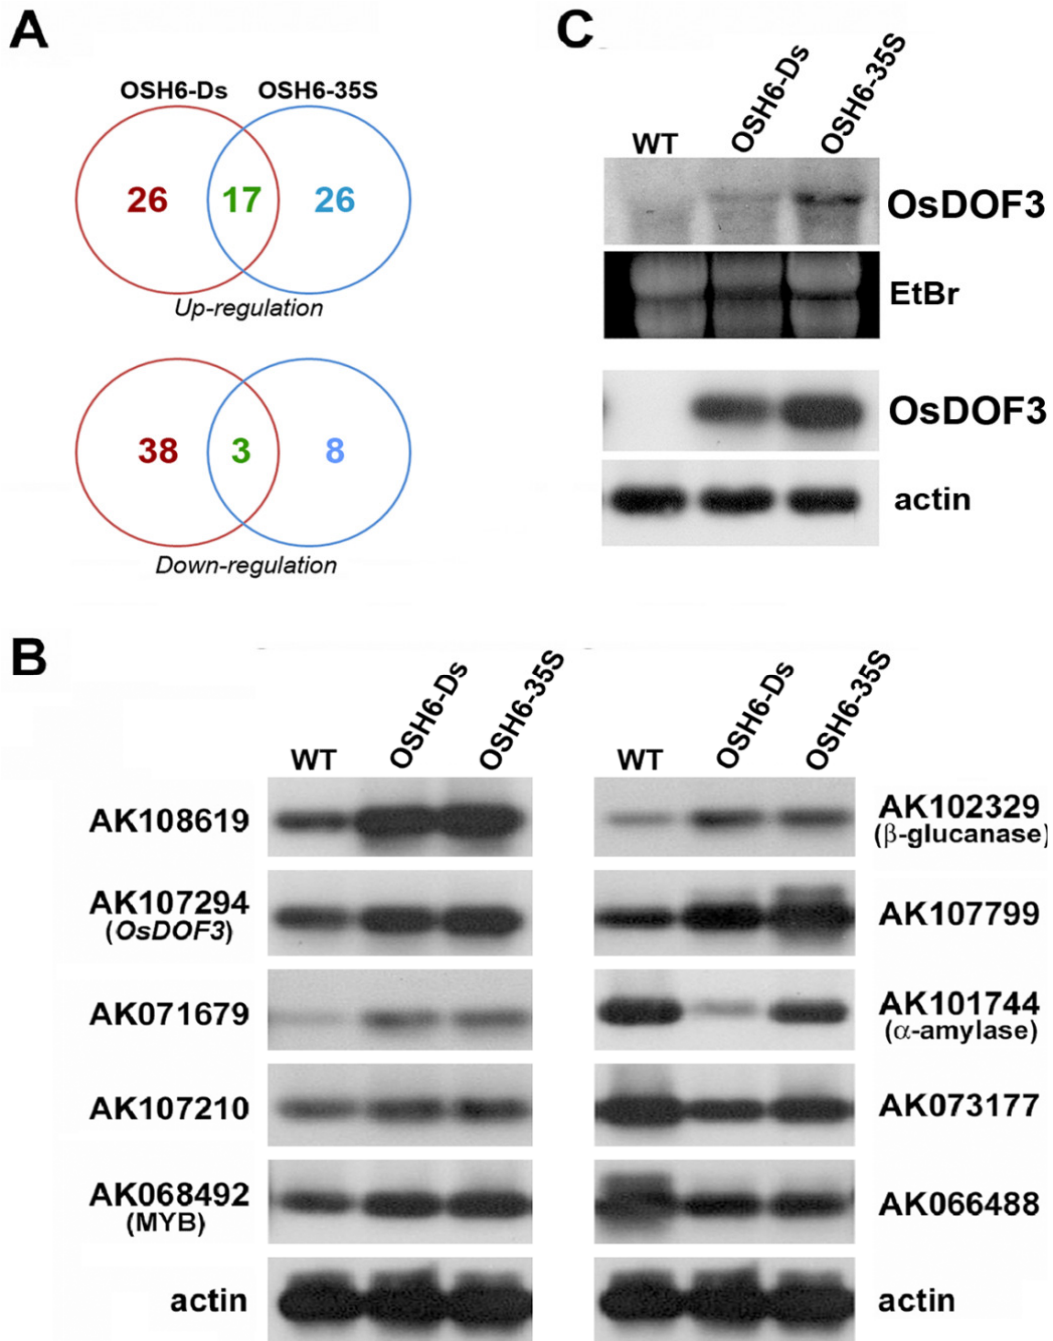 A
OSH6-Ds OSH6-35S
26 17 26
Up-regulation
38 3 8
Down-regulation
C
WT OSH6-Ds OSH6-35S
OsDOF3
EtBr
OsDOF3
actin
B
WT OSH6-Ds OSH6-35S
AK108619
AK107294
(OsDOF3)
AK071679
AK107210
AK068492
(MYB)
actin
WT OSH6-Ds OSH6-35S
AK102329
(β-glucanase)
AK107799
AK101744
(α-amylase)
AK073177
AK066488
actin